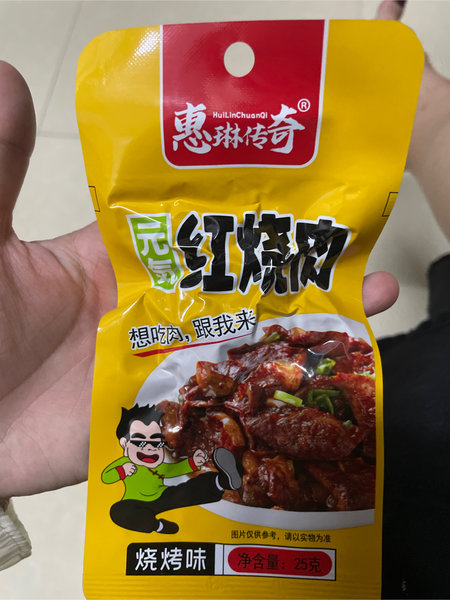 HuiLinChuanQi
惠琳传奇®
元气
红烧肉
想吃肉，跟我来
图片仅供参考，请以实物为准
烧烤味
净含量：25克